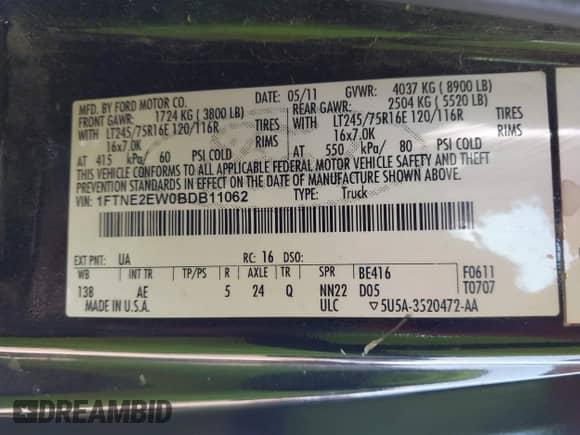 MFD. BY FORD MOTOR CO.
DATE: 05/11 GVWR: 4037 KG ( 8900 LB)
FRONT GAWR: 1724 KG ( 3800 LB) REAR GAWR: 2504 KG ( 5520 LB)
WITH LT245/75R16E 120/116R TIRES WITH LT245/75R16E 120/116R TIRES
16x7.0K RIMS 16x7.0K RIMS
AT 415 kPa/ 60 PSI COLD AT 550 kPa/ 80 PSI COLD
THIS VEHICLE CONFORMS TO ALL APPLICABLE FEDERAL MOTOR VEHICLE SAFETY AND
THEFT PREVENTION STANDARDS IN EFFECT ON THE DATE OF MANUFACTURE SHOWN ABOVE.
VIN: 1FTNE2EW0BDB11062 TYPE: Truck
EXT PNT: UA RC: 16 DSO:
WB INT TR TP/PS R AXLE TR SPR BE416 F0611
138 AE 5 24 Q NN22 D05 T0707
MADE IN U.S.A. ULC ▽5U5A-3520472-AA
DREAMBID